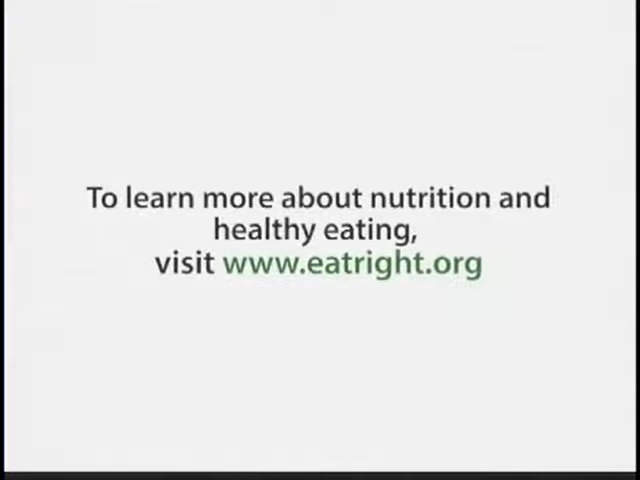 To learn more about nutrition and
healthy eating,
visit www.eatright.org